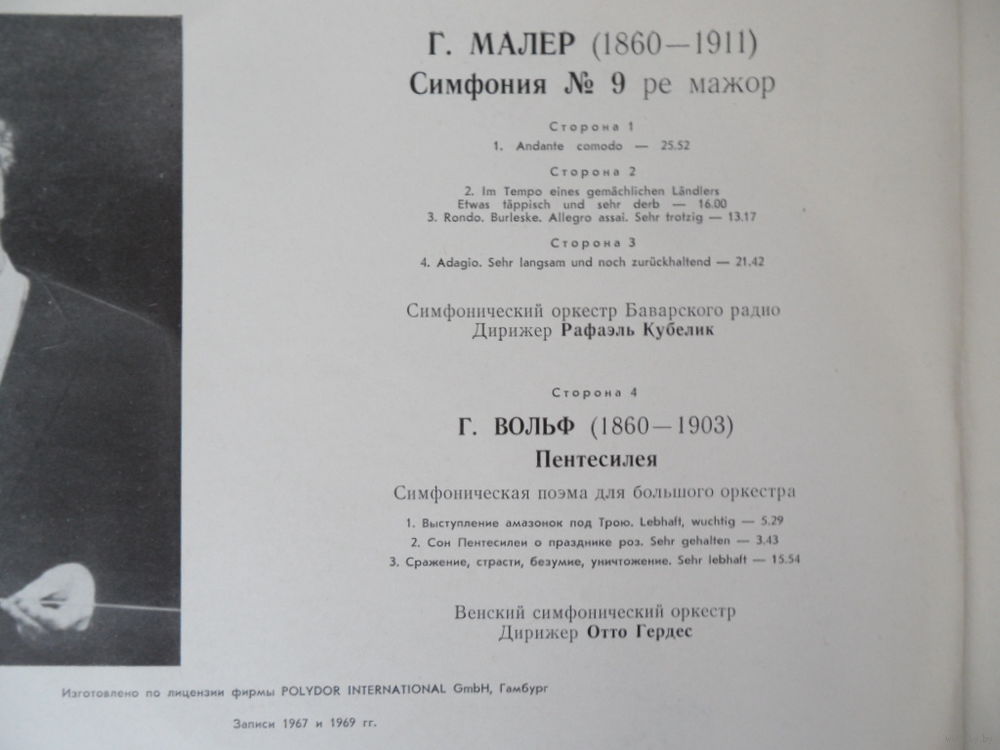 Г. МАЛЕР (1860—1911)
Симфония № 9 ре мажор
Сторона 1
1. Andante comodo — 25.52
Сторона 2
2. Im Tempo eines gemächlichen Ländlers
Etwas täppisch und sehr derb — 16.00
3. Rondo. Burleske. Allegro assai. Sehr trotzig — 13.17
Сторона 3
4. Adagio. Sehr langsam und noch zurückhaltend — 21.42
Симфонический оркестр Баварского радио
Дирижер Рафаэль Кубелик
Сторона 4
Г. ВОЛЬФ (1860—1903)
Пентесилея
Симфоническая поэма для большого оркестра
1. Выступление амазонок под Трою. Lebhaft, wuchtig — 5.29
2. Сон Пентесилеи о празднике роз. Sehr gehalten — 3.43
3. Сражение, страсти, безумие, уничтожение. Sehr lebhaft — 15.54
Венский симфонический оркестр
Дирижер Отто Гердес
Изготовлено по лицензии фирмы POLYDOR INTERNATIONAL GmbH, Гамбург
Записи 1967 и 1969 гг.